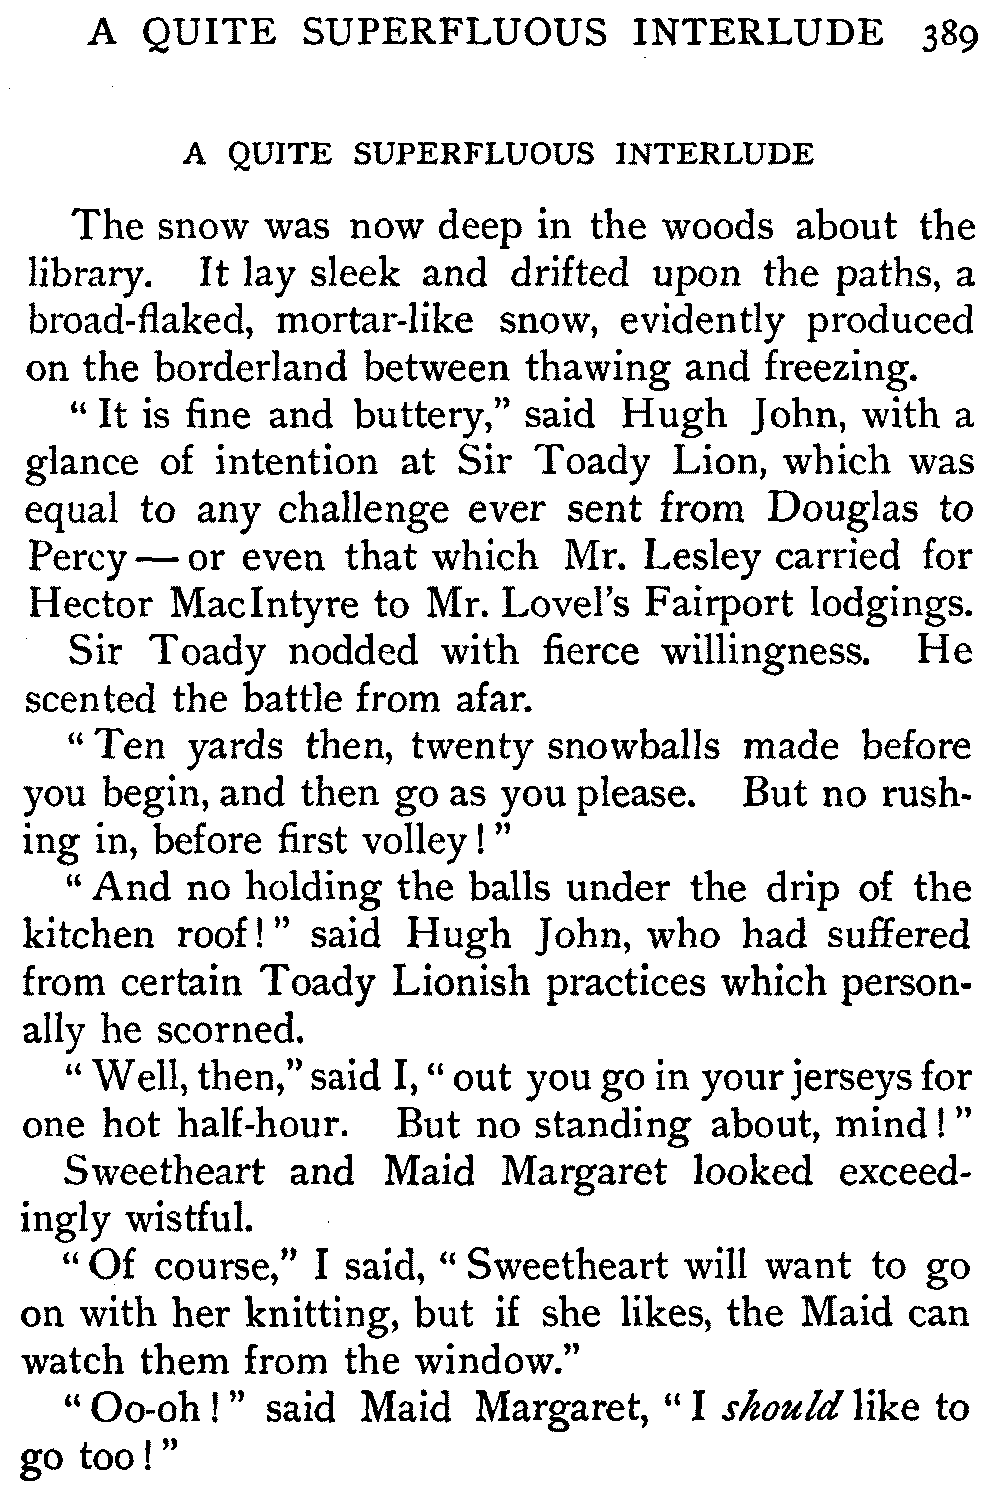 A QUITE SUPERFLUOUS INTERLUDE 389
A QUITE SUPERFLUOUS INTERLUDE
The snow was now deep in the woods about the
library. It lay sleek and drifted upon the paths, a
broad-flaked, mortar-like snow, evidently produced
on the borderland between thawing and freezing.
“It is fine and buttery,” said Hugh John, with a
glance of intention at Sir Toady Lion, which was
equal to any challenge ever sent from Douglas to
Percy — or even that which Mr. Lesley carried for
Hector MacIntyre to Mr. Lovel’s Fairport lodgings.
Sir Toady nodded with fierce willingness. He
scented the battle from afar.
“Ten yards then, twenty snowballs made before
you begin, and then go as you please. But no rush-
ing in, before first volley!”
“And no holding the balls under the drip of the
kitchen roof!” said Hugh John, who had suffered
from certain Toady Lionish practices which person-
ally he scorned.
“Well, then,” said I, “out you go in your jerseys for
one hot half-hour. But no standing about, mind!”
Sweetheart and Maid Margaret looked exceed-
ingly wistful.
“Of course,” I said, “Sweetheart will want to go
on with her knitting, but if she likes, the Maid can
watch them from the window.”
“Oo-oh!” said Maid Margaret, “I should like to
go too!”